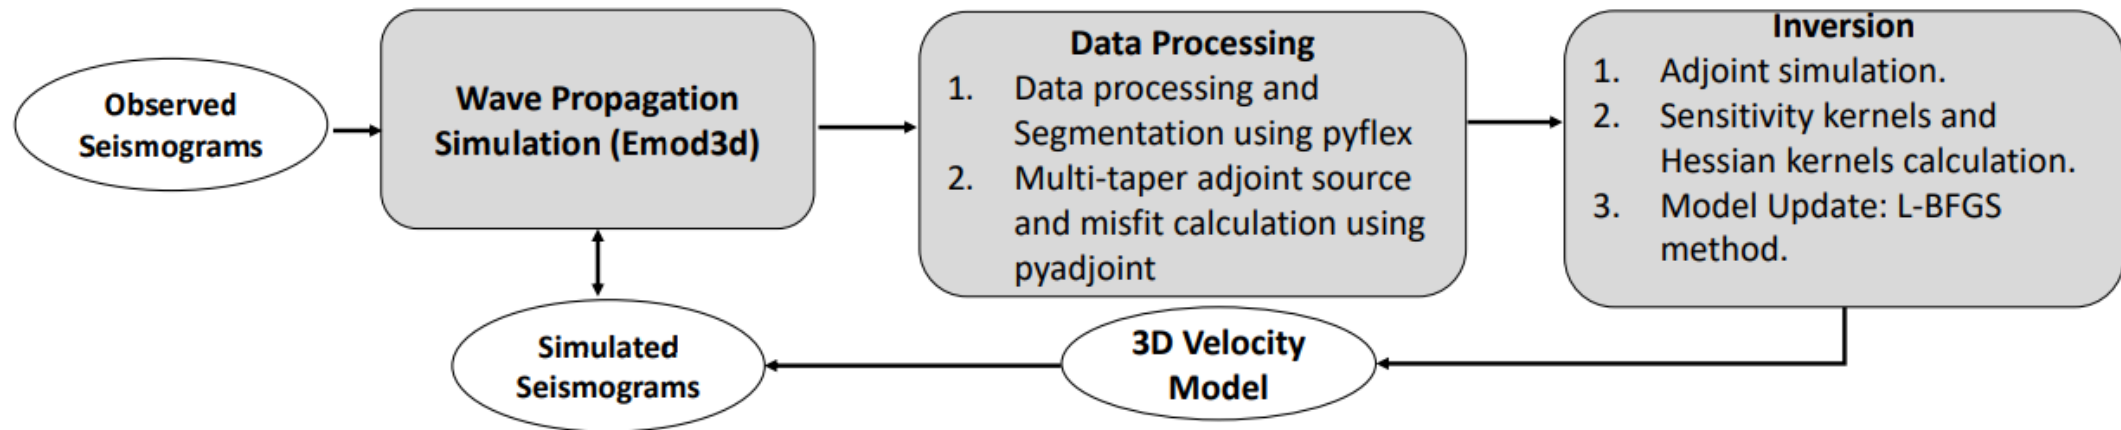 Observed
Seismograms
Wave Propagation
Simulation (Emod3d)
Data Processing
1. Data processing and
Segmentation using pyflex
2. Multi-taper adjoint source
and misfit calculation using
pyadjoint
Inversion
1. Adjoint simulation.
2. Sensitivity kernels and
Hessian kernels calculation.
3. Model Update: L-BFGS
method.
Simulated
Seismograms
3D Velocity
Model